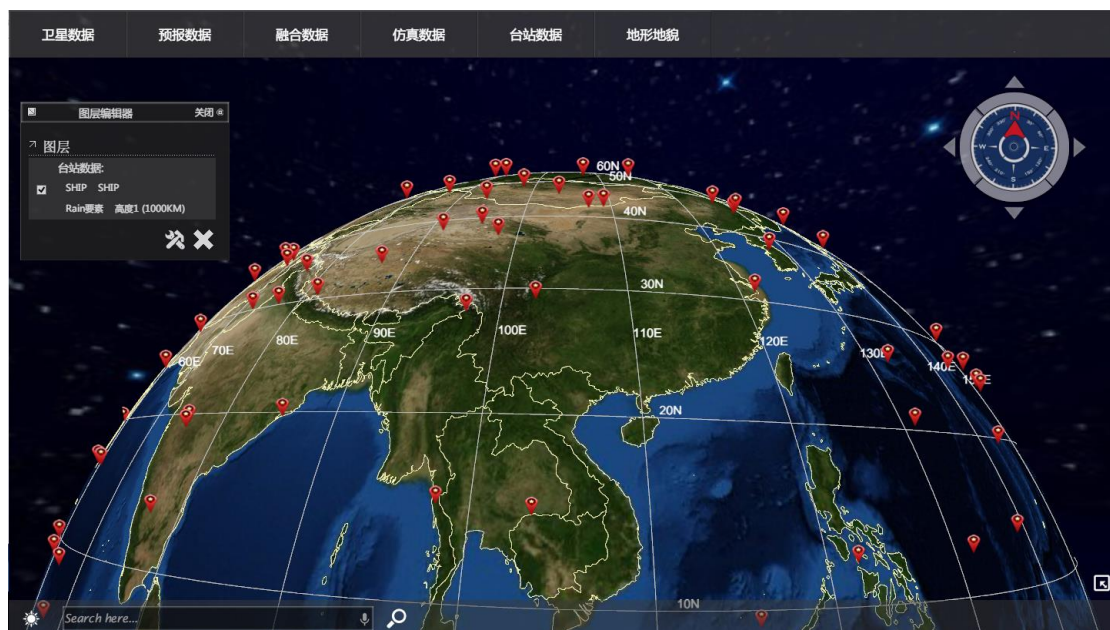 卫星数据 预报数据 融合数据 仿真数据 台站数据 地形地貌
图层编辑器 关闭
图层
台站数据:
SHIP SHIP
Rain要素 高度1 (1000KM)
N
W E
S
60N
50N
40N
30N
20N
10N
60E 70E 80E 90E 100E 110E 120E 130E 140E
Search here...